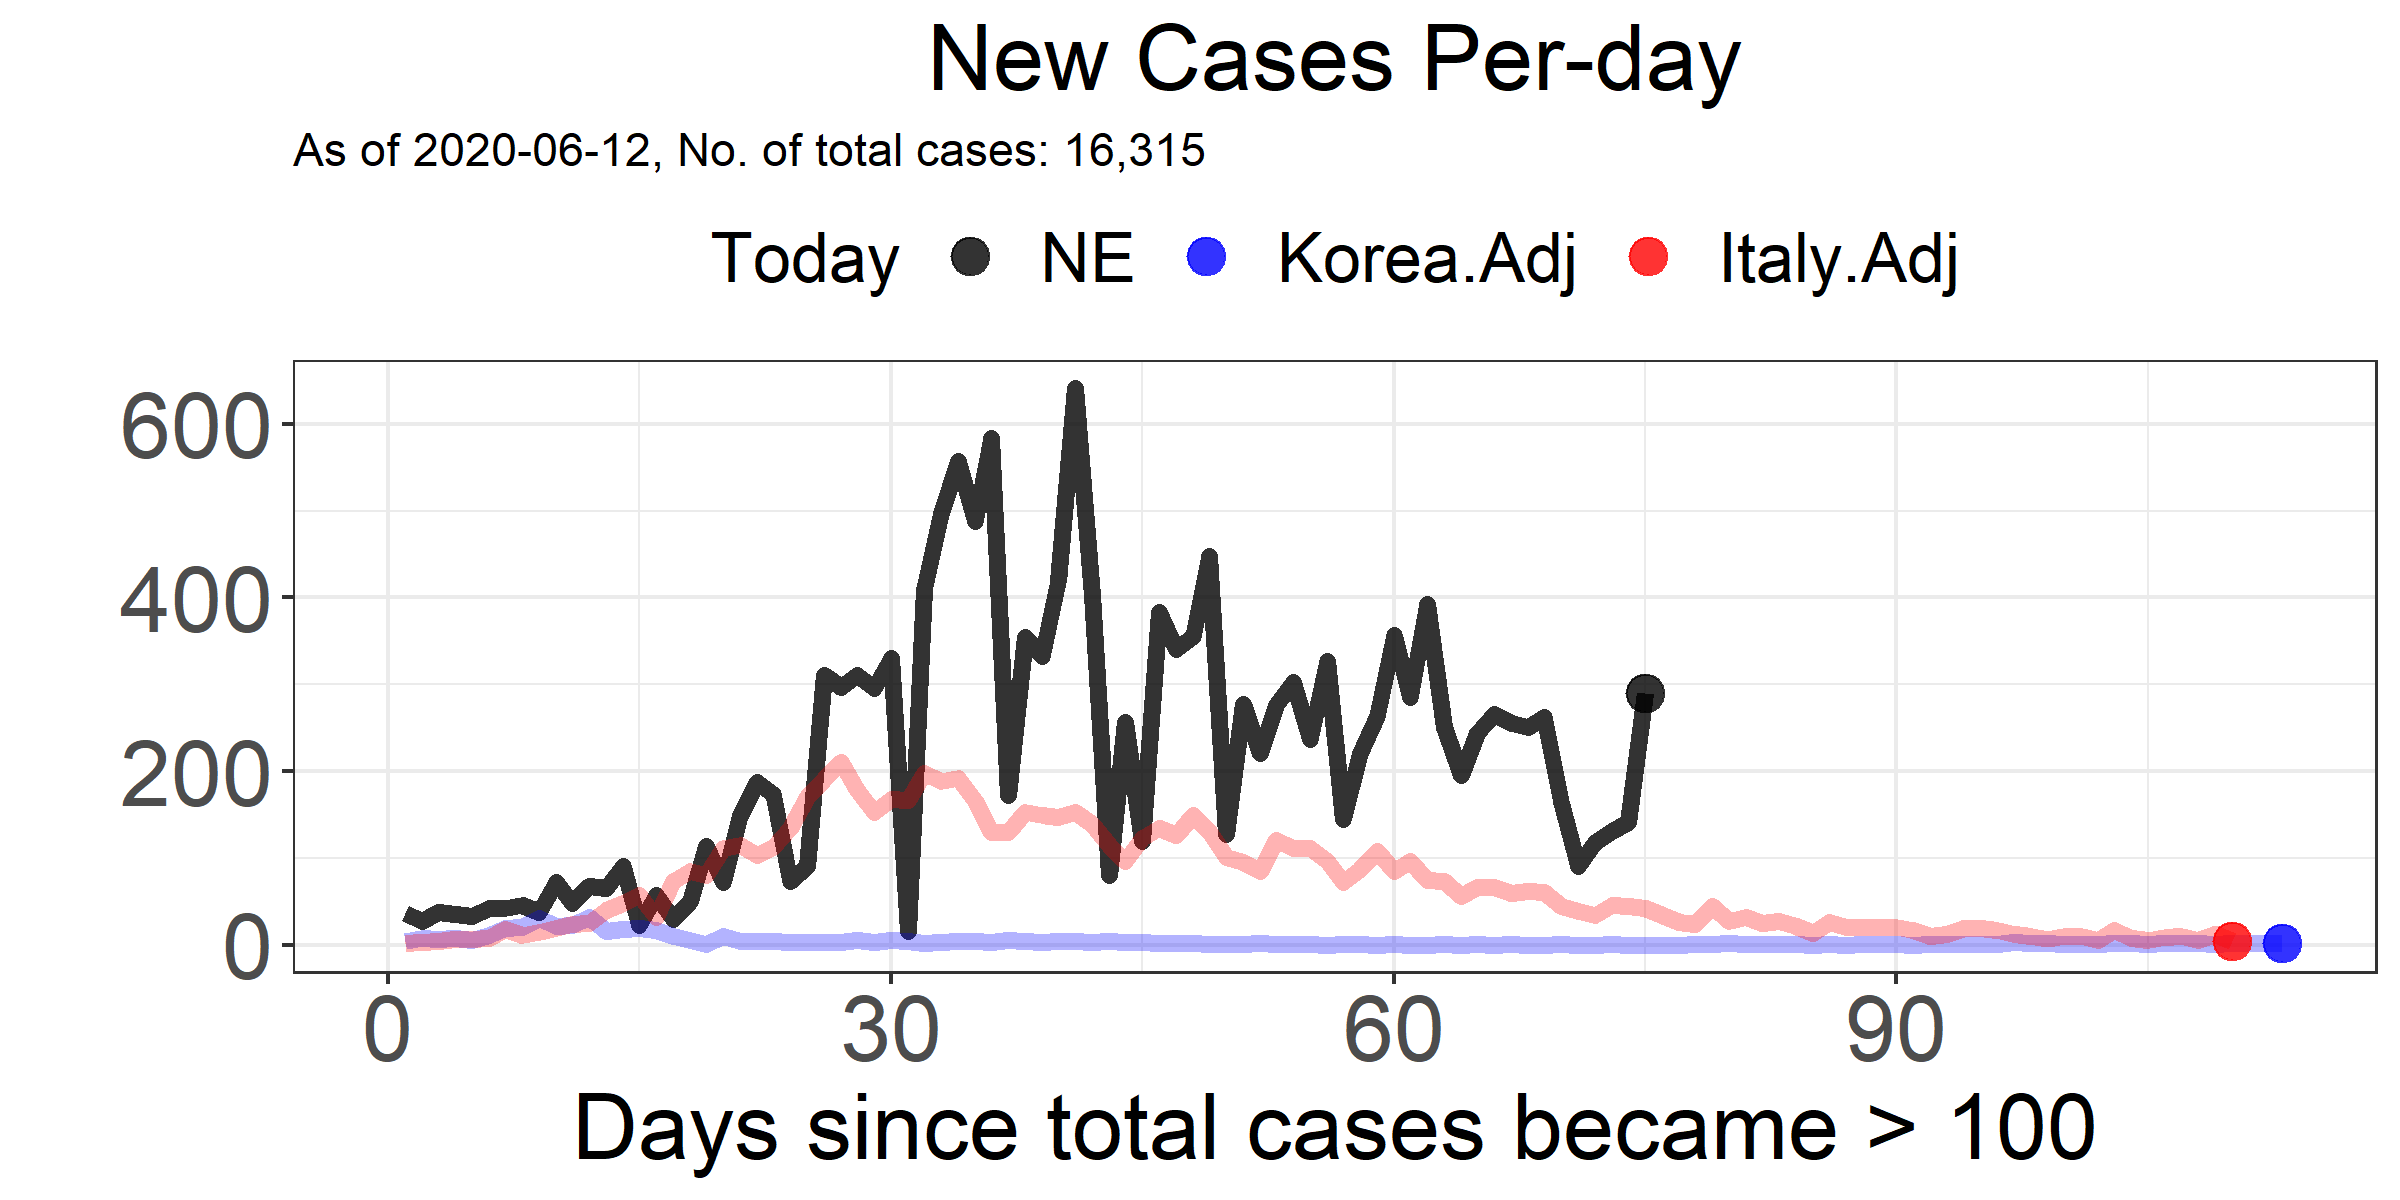 New Cases Per-day
As of 2020-06-12, No. of total cases: 16,315
Today NE Korea.Adj Italy.Adj
600
400
200
0
0 30 60 90
Days since total cases became > 100